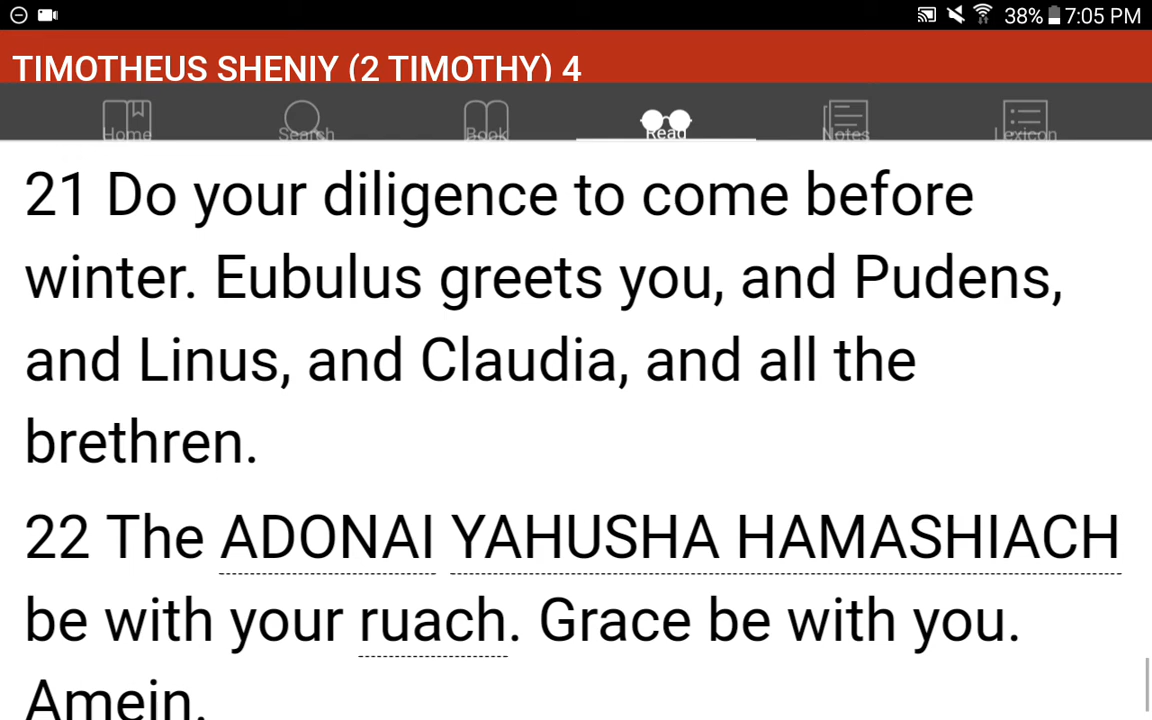 38% 7:05 PM
TIMOTHEUS SHENIY (2 TIMOTHY) 4
Home Search Book Read Notes Lexicon
21 Do your diligence to come before
winter. Eubulus greets you, and Pudens,
and Linus, and Claudia, and all the
brethren.
22 The ADONAI YAHUSHA HAMASHIACH
be with your ruach. Grace be with you.
Amein.